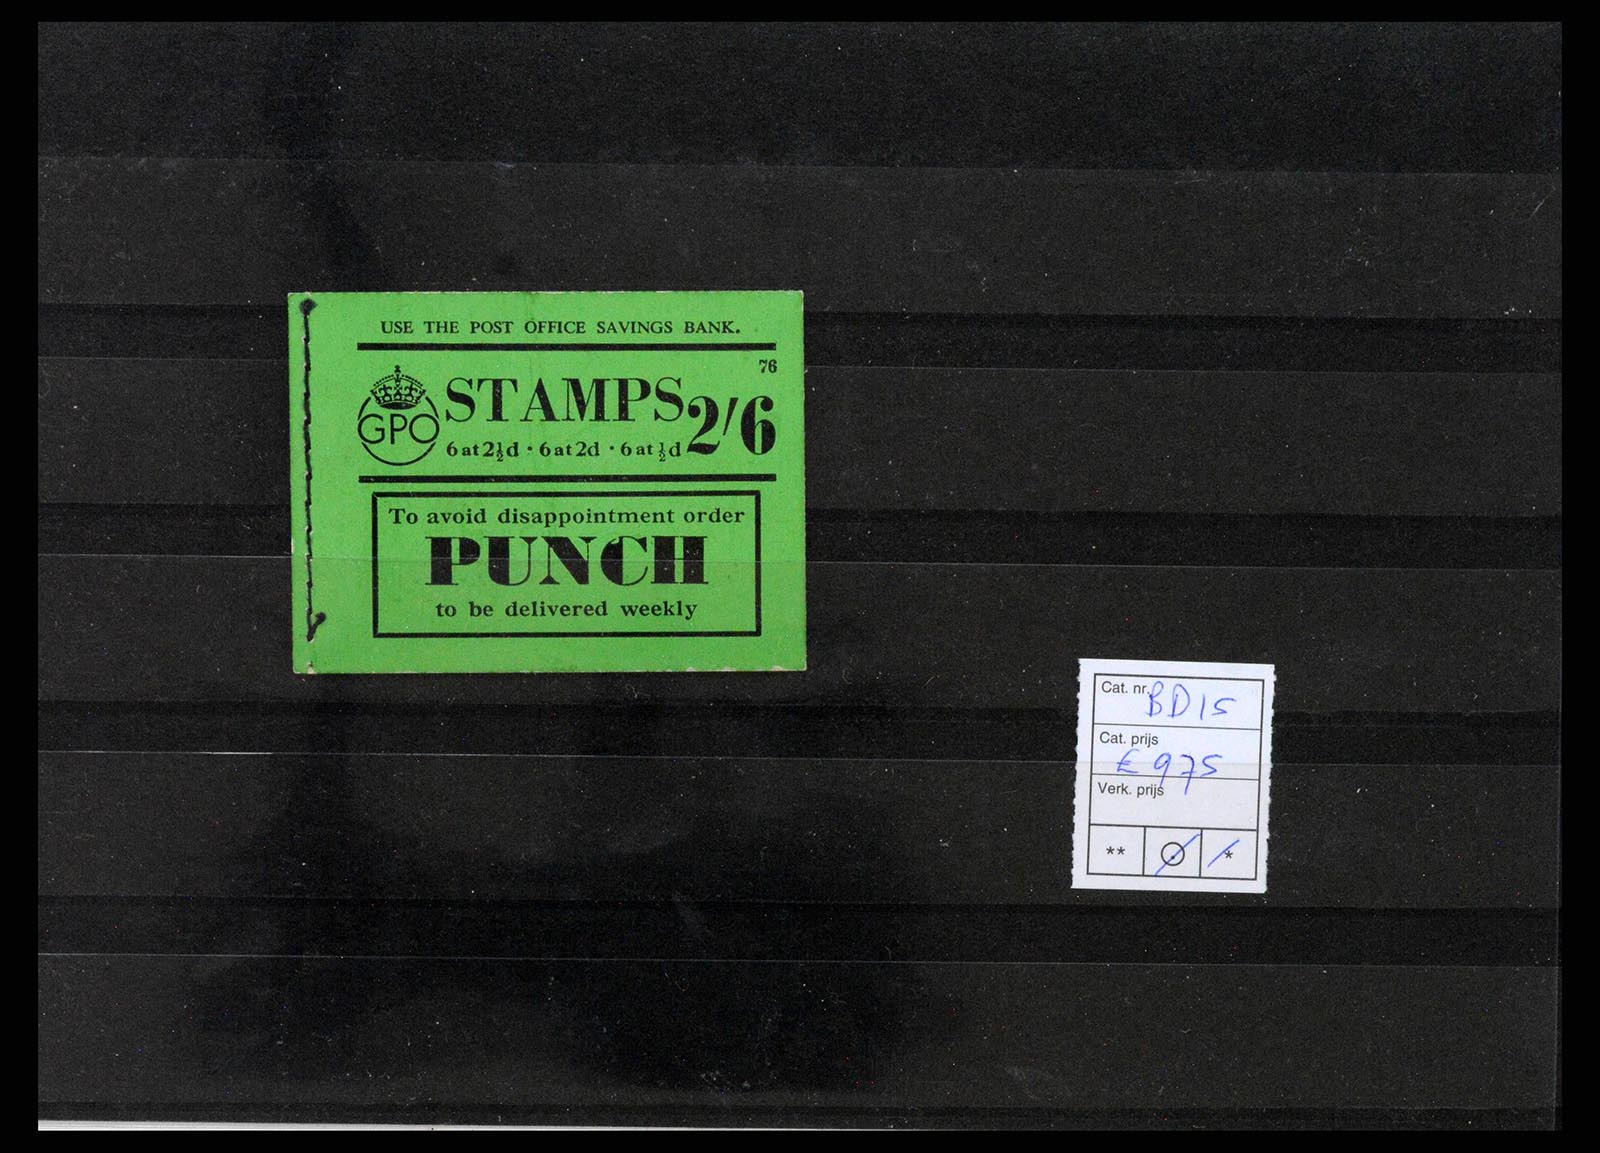 USE THE POST OFFICE SAVINGS BANK.
76
GPO
STAMPS 2/6
6 at 2½d · 6 at 2d · 6 at ½d
To avoid disappointment order
PUNCH
to be delivered weekly
Cat. nr. BD15
Cat. prijs
€ 975
Verk. prijs
** ⊙ *